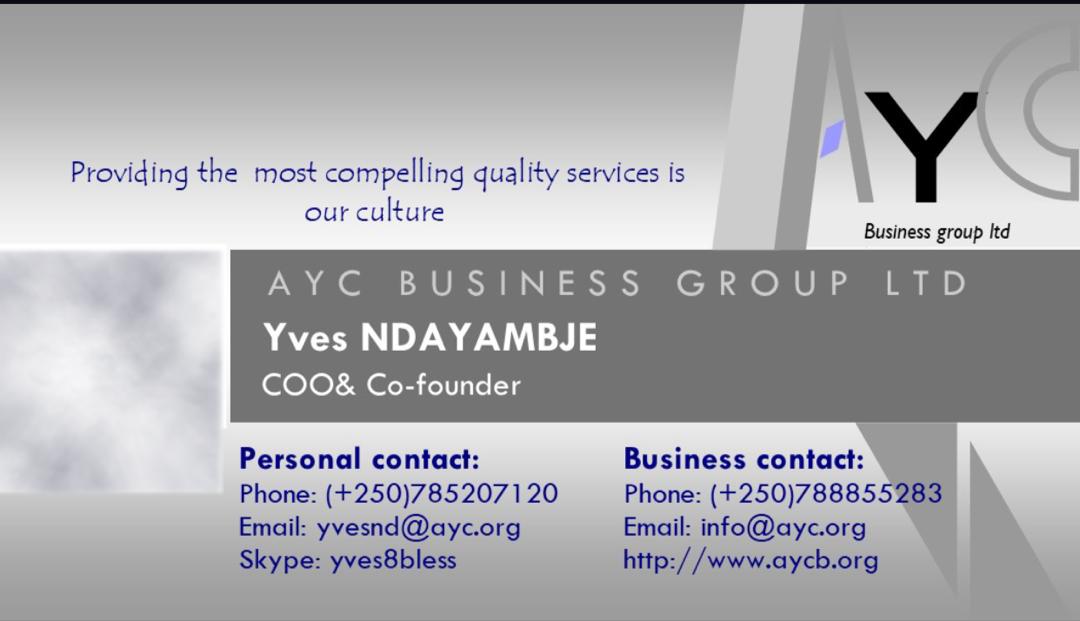 Providing the most compelling quality services is
our culture
AYC
Business group ltd
AYC BUSINESS GROUP LTD
Yves NDAYAMBJE
COO& Co-founder
Personal contact:
Phone: (+250)785207120
Email: yvesnd@ayc.org
Skype: yves8bless
Business contact:
Phone: (+250)788855283
Email: info@ayc.org
http://www.aycb.org